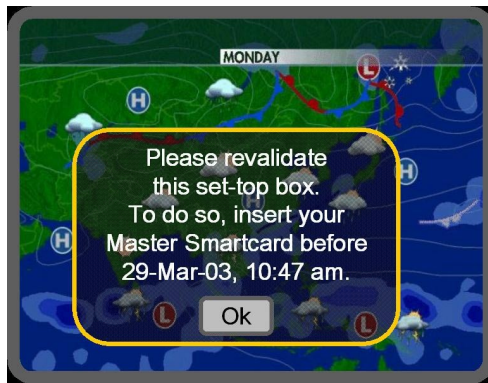 MONDAY
L
H
Please revalidate
this set-top box.
To do so, insert your
Master Smartcard before
29-Mar-03, 10:47 am.
Ok
H
H
H
L
L